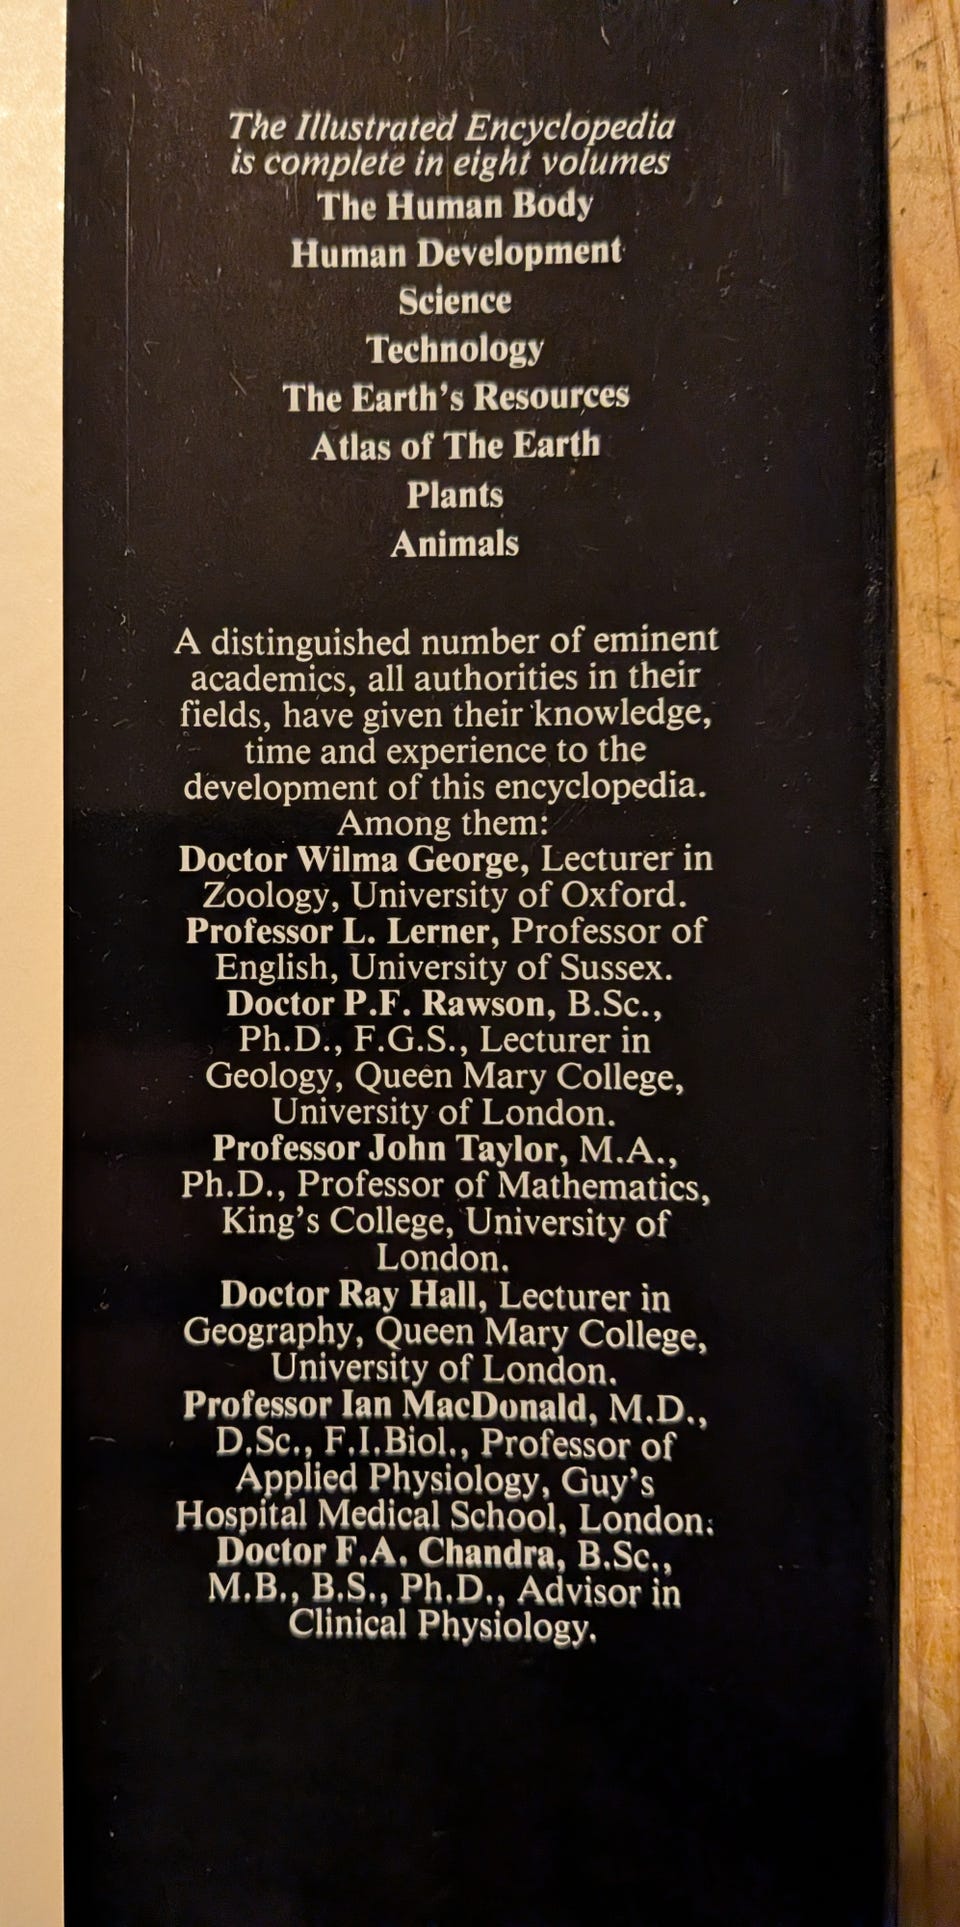 The Illustrated Encyclopedia
is complete in eight volumes
The Human Body
Human Development
Science
Technology
The Earth's Resources
Atlas of The Earth
Plants
Animals
A distinguished number of eminent
academics, all authorities in their
fields, have given their knowledge,
time and experience to the
development of this encyclopedia.
Among them:
Doctor Wilma George, Lecturer in
Zoology, University of Oxford.
Professor L. Lerner, Professor of
English, University of Sussex.
Doctor P.F. Rawson, B.Sc.,
Ph.D., F.G.S., Lecturer in
Geology, Queen Mary College,
University of London.
Professor John Taylor, M.A.,
Ph.D., Professor of Mathematics,
King's College, University of
London.
Doctor Ray Hall, Lecturer in
Geography, Queen Mary College,
University of London.
Professor Ian MacDonald, M.D.,
D.Sc., F.I.Biol., Professor of
Applied Physiology, Guy's
Hospital Medical School, London.
Doctor F.A. Chandra, B.Sc.,
M.B., B.S., Ph.D., Advisor in
Clinical Physiology.